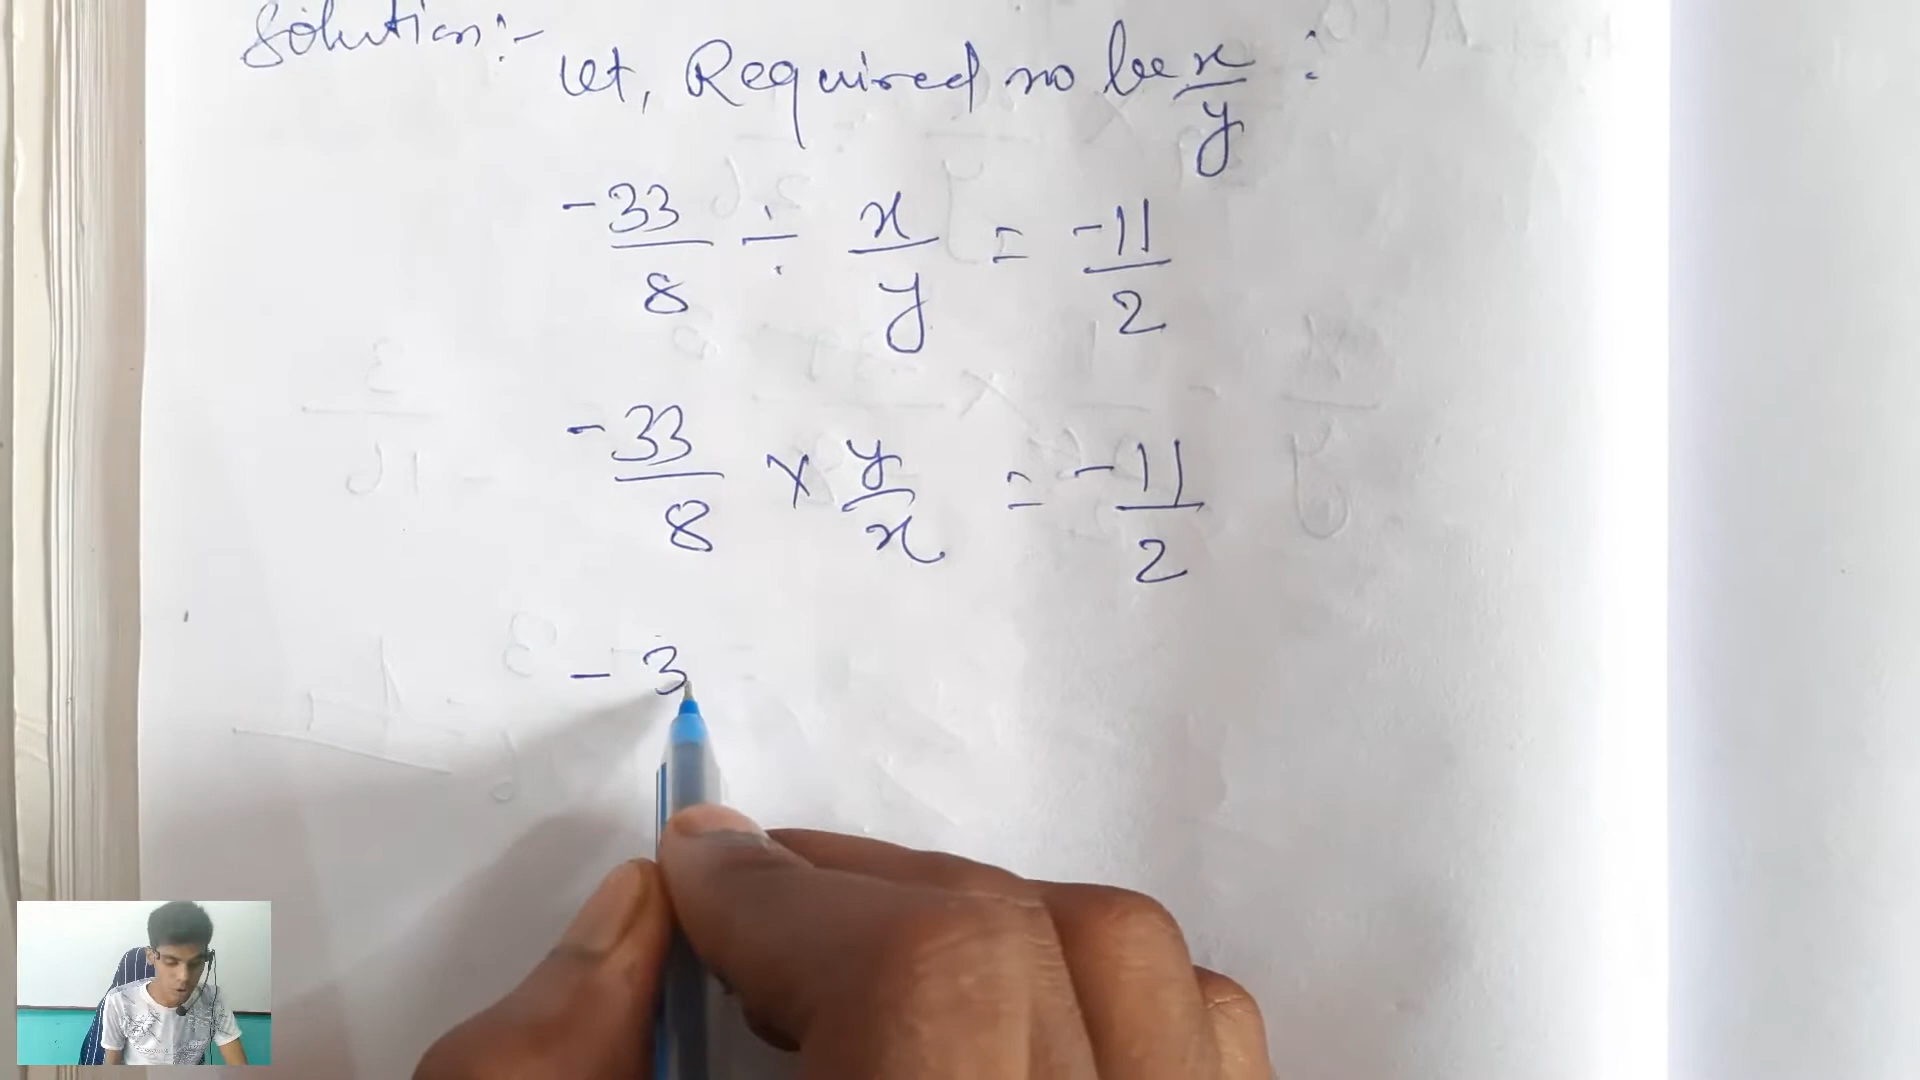 Solution:-
let, Required no be x/y :
-33/8 ÷ x/y = -11/2
-33/8 × y/x = -11/2
- 3